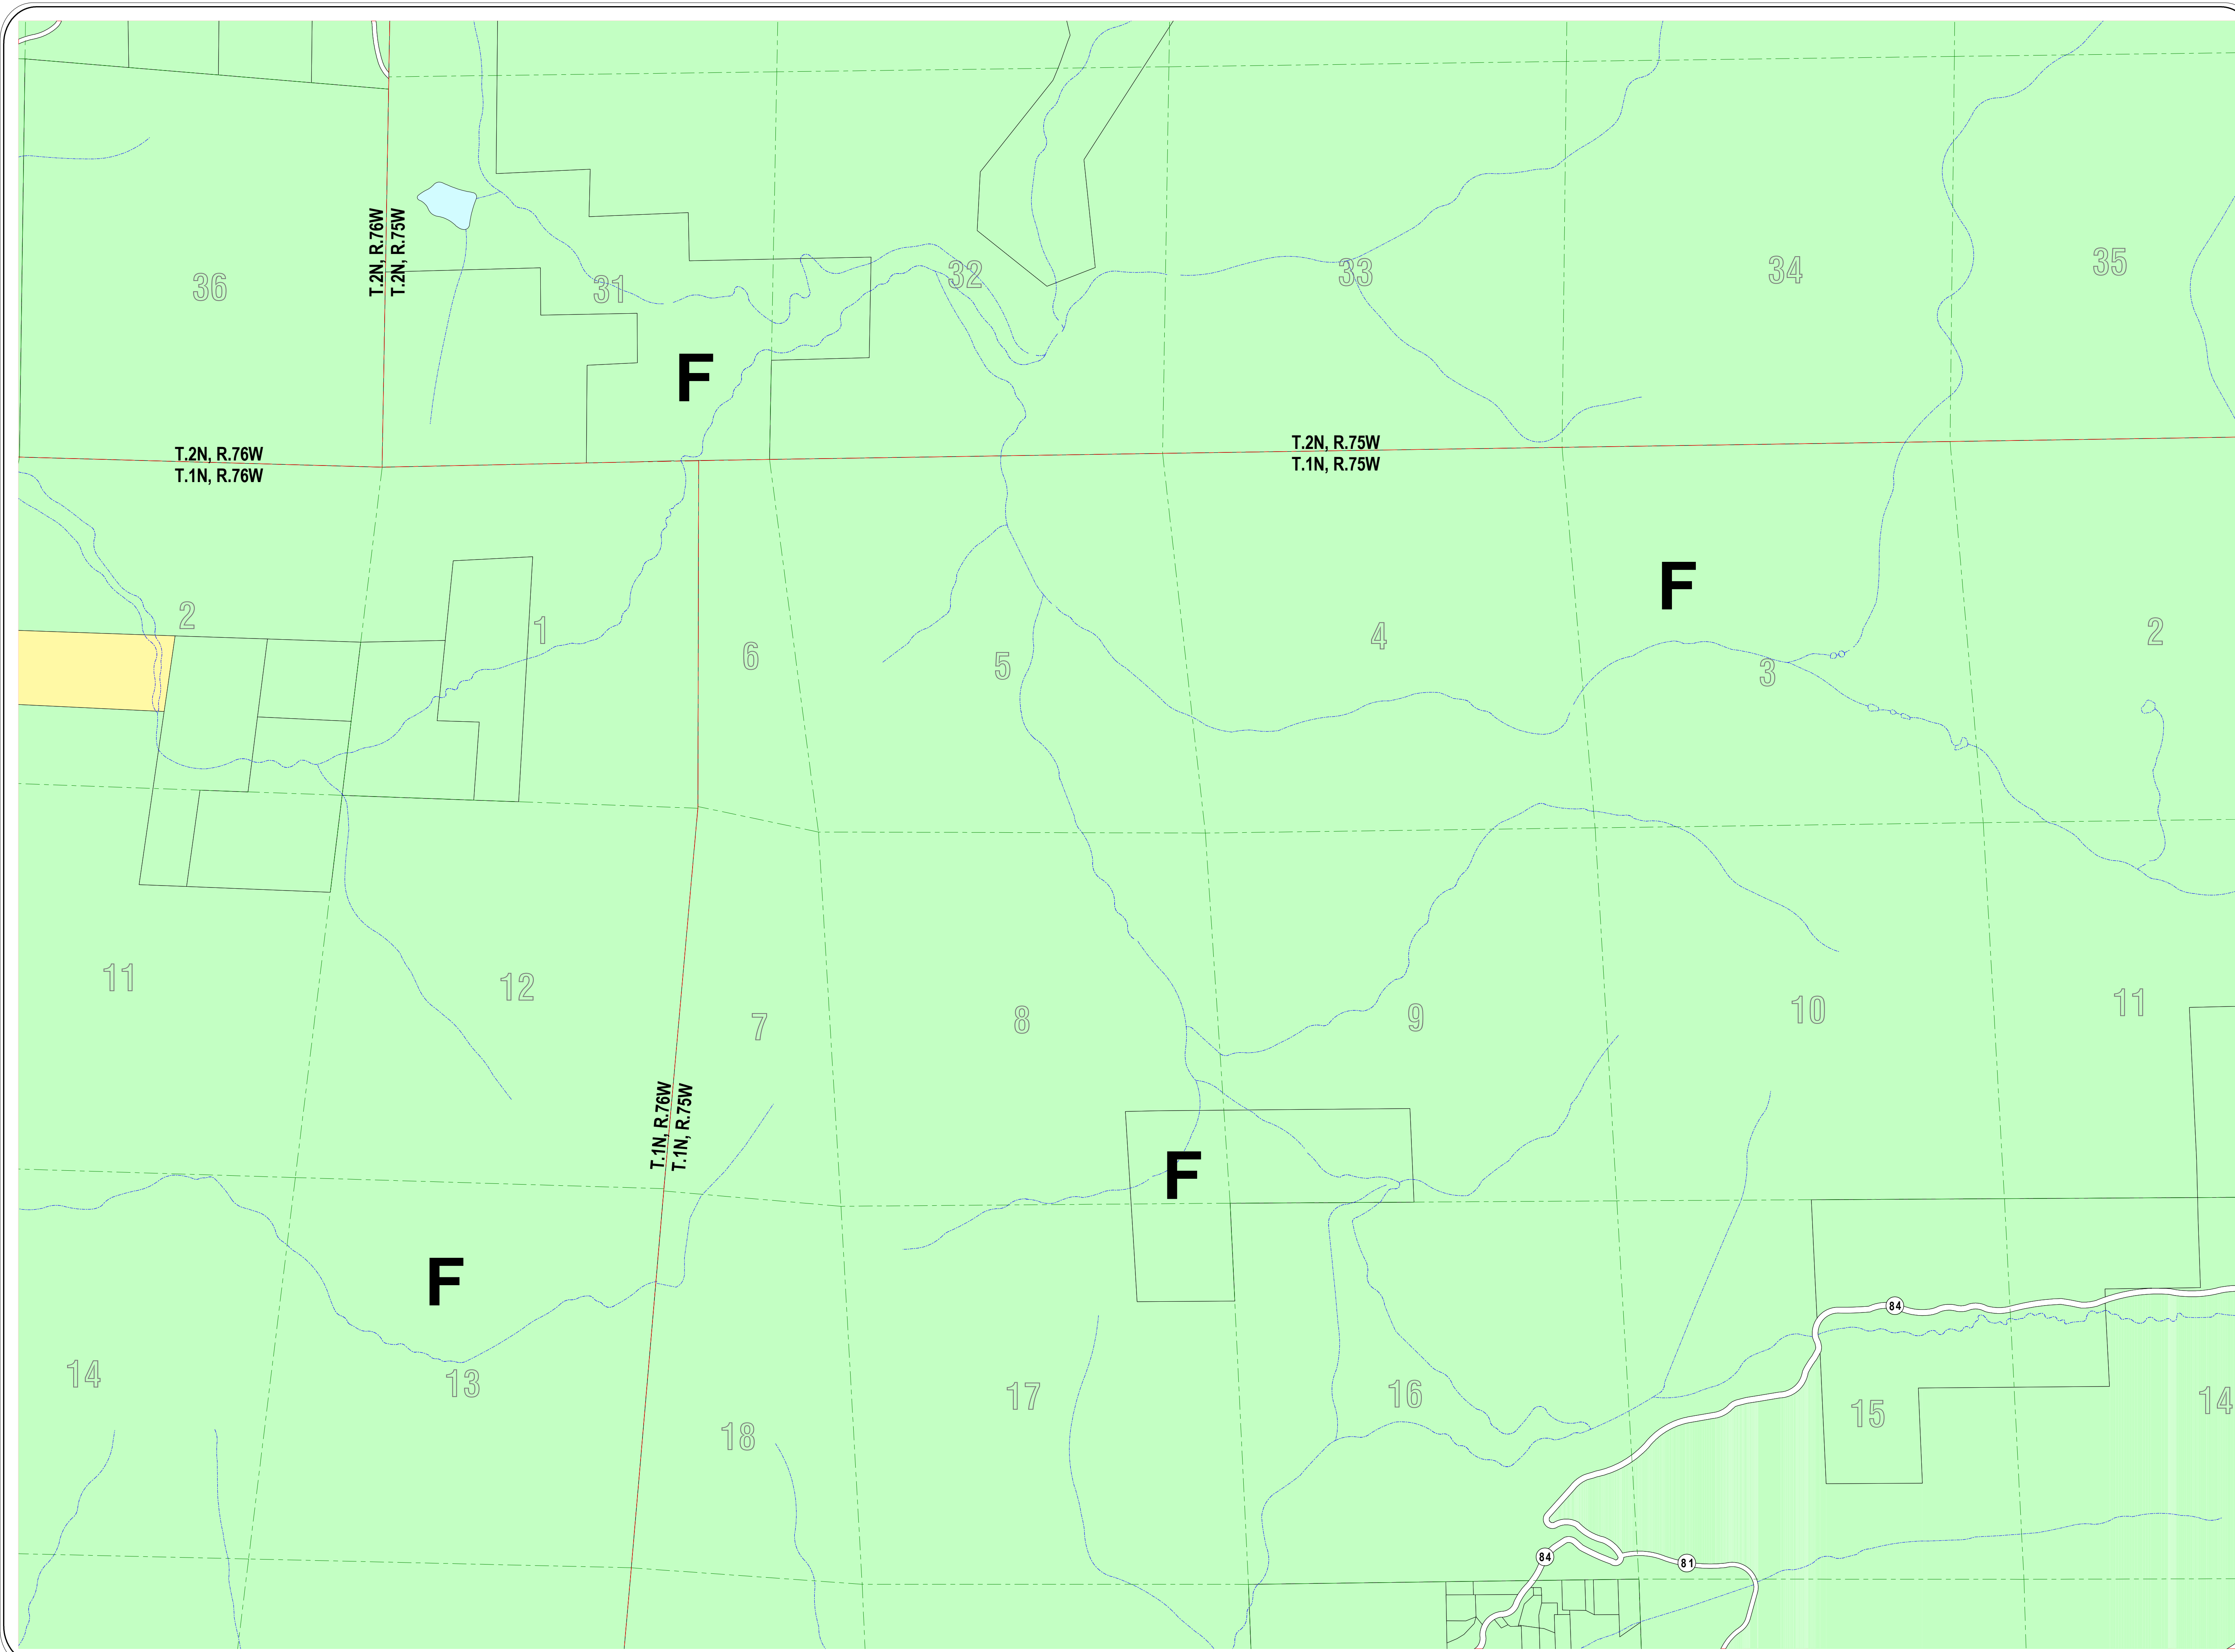 T.2N, R.76W
T.2N, R.75W
36
31
32
33
34
35
F
T.2N, R.76W
T.1N, R.76W
T.2N, R.75W
T.1N, R.75W
F
2
1
6
5
4
3
2
11
12
7
8
9
10
11
T.1N, R.76W
T.1N, R.75W
F
F
84
14
13
18
17
16
15
14
84
81